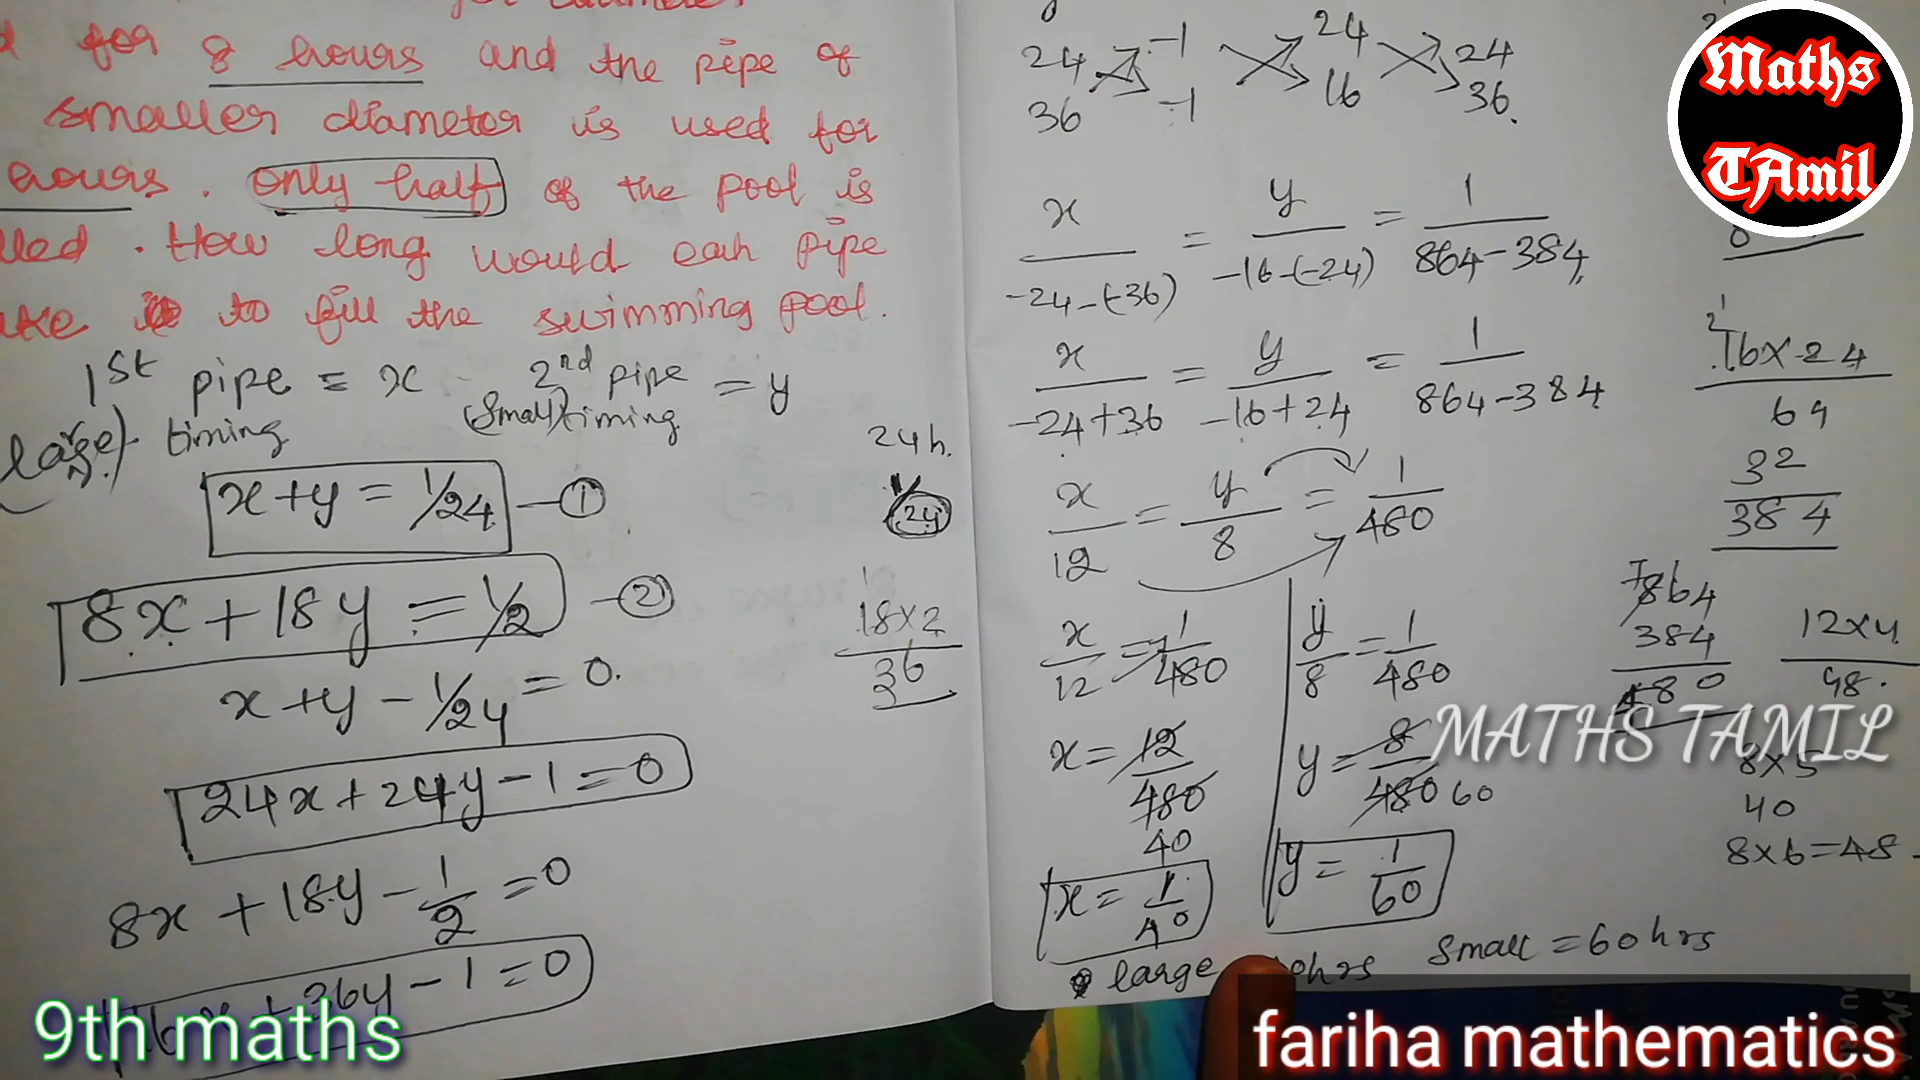 for 8 hours and the pipe of
smaller diameter is used for
hours. Only half of the pool is
lled. How long would each pipe
ake to fill the swimming pool.
1st pipe = x 2nd pipe = y
(large) timing (small) timing
24h.
x+y = 1/24 — ①
1/24
8x + 18y = 1/2 — ②
18×2
36
x+y - 1/24 = 0.
24x + 24y - 1 = 0
8x + 18y - 1/2 = 0
16x + 36y - 1 = 0
24 -1 24 24
36 -1 16 36.
x/-24-(-36) = y/-16-(-24) = 1/864-384
x/-24+36 = y/-16+24 = 1/864-384
x/12 = y/8 = 1/480
x/12 = 1/480
x = 12/480
40
x = 1/40
y/8 = 1/480
y = 8/480 60
y = 1/60
large hrs small = 60hrs
16×24
64
32
384
864
384
480
12×4
48.
8×5
40
8×6=48
Maths
TAmil
MATHS TAMIL
9th maths
fariha mathematics